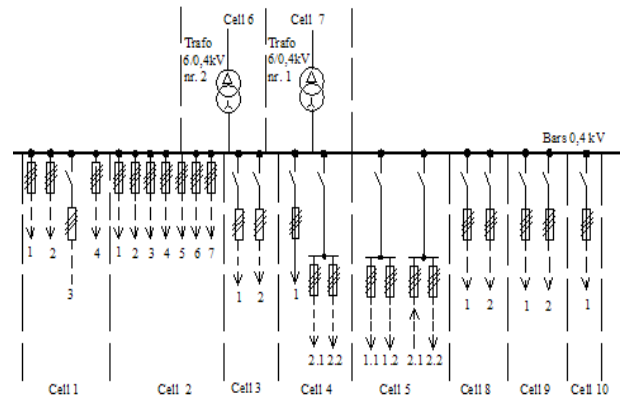 Cell 6
Cell 7
Trafo
6.0,4kV
nr. 2
Trafo
6/0,4kV
nr. 1
Bars 0,4 kV
1 2 3 4
1 2 3 4 5 6 7
1 2
1 2.1 2.2
1.1 1.2 2.1 2.2
1 2
1 2
1
Cell 1 Cell 2 Cell 3 Cell 4 Cell 5 Cell 8 Cell 9 Cell 10